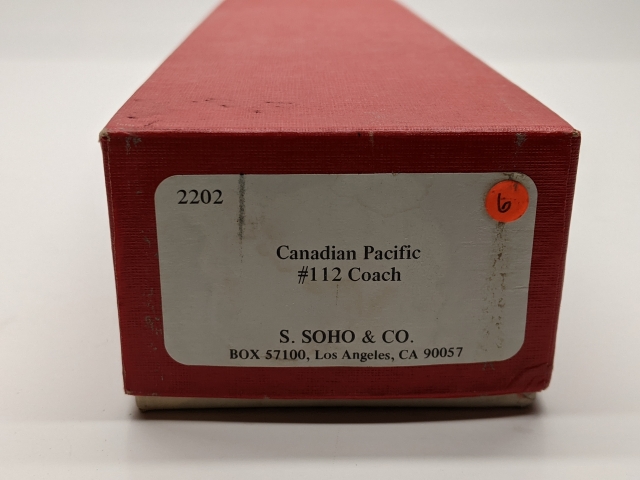 2202
6
Canadian Pacific
#112 Coach
S. SOHO & CO.
BOX 57100, Los Angeles, CA 90057